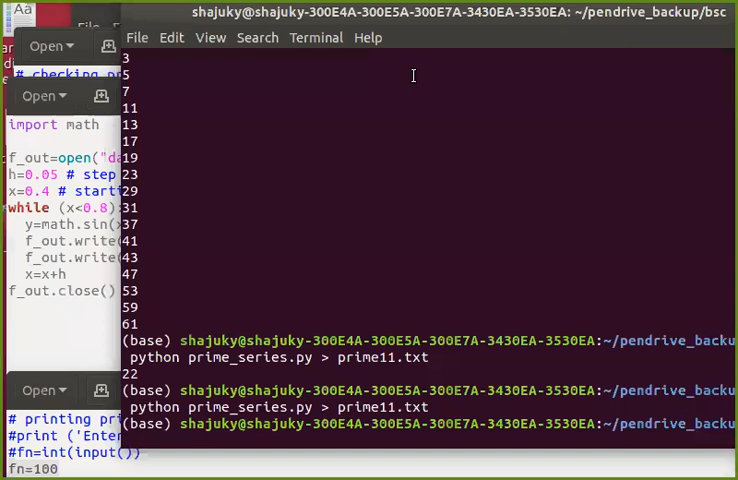 shajuky@shajuky-300E4A-300E5A-300E7A-3430EA-3530EA: ~/pendrive_backup/bsc
Aa
File Edit View Search Terminal Help
Open
Open
import math
f_out=open("da
h=0.05 # step
x=0.4 # starti
while (x<0.8)
y=math.sin(x
f_out.write(
f_out.write(
x=x+h
f_out.close()
Open
# printing pri
#print ('Enter
#fn=int(input())
fn=100
3
5
7
11
13
17
19
23
29
31
37
41
43
47
53
59
61
(base) shajuky@shajuky-300E4A-300E5A-300E7A-3430EA-3530EA:~/pendrive_backu
python prime_series.py > prime11.txt
22
(base) shajuky@shajuky-300E4A-300E5A-300E7A-3430EA-3530EA:~/pendrive_backu
python prime_series.py > prime11.txt
(base) shajuky@shajuky-300E4A-300E5A-300E7A-3430EA-3530EA:~/pendrive_backu